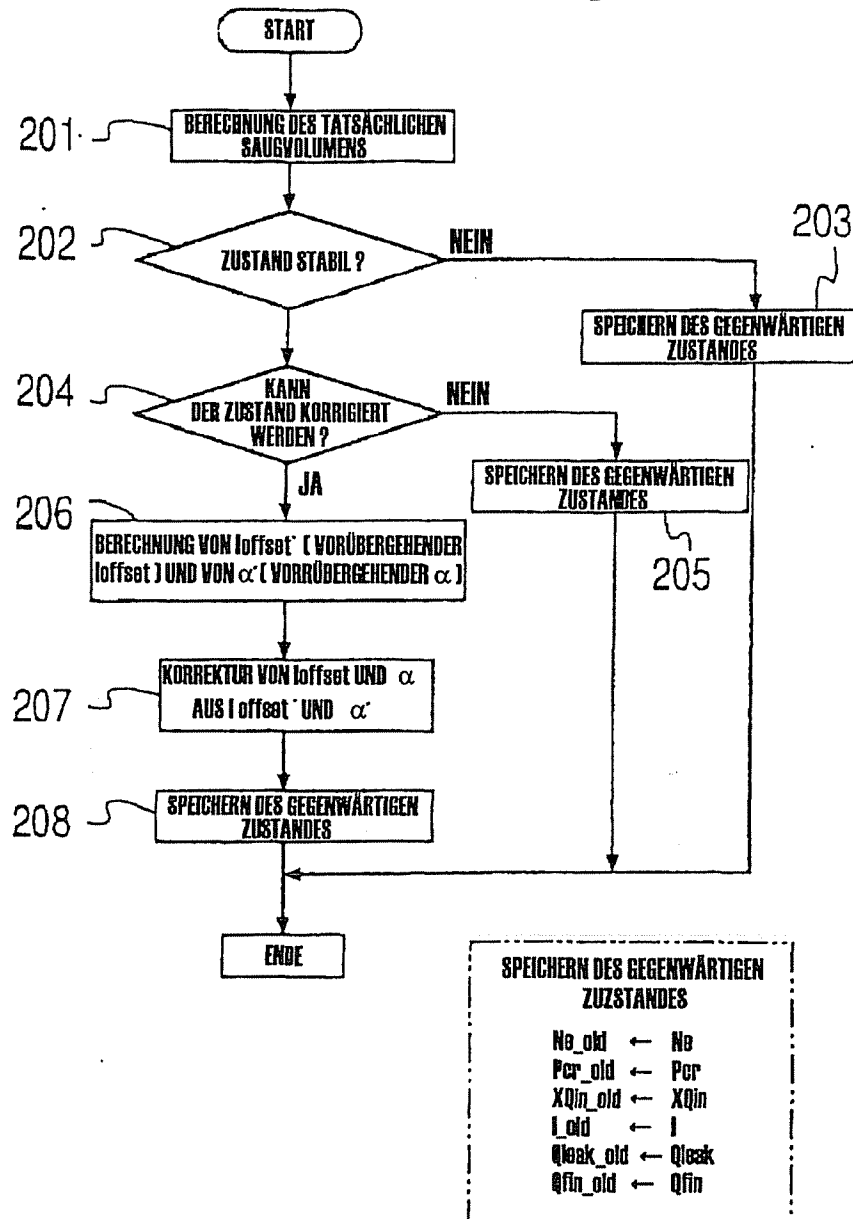 START
201
BERECHNUNG DES TATSÄCHLICHEN
SAUGVOLUMENS
202
ZUSTAND STABIL ?
NEIN
203
SPEICHERN DES GEGENWÄRTIGEN
ZUSTANDES
204
KANN
DER ZUSTAND KORRIGIERT
WERDEN ?
NEIN
JA
SPEICHERN DES GEGENWÄRTIGEN
ZUSTANDES
205
206
BERECHNUNG VON Ioffset* ( VORÜBERGEHENDER
Ioffset ) UND VON α* ( VORRÜBERGEHENDER α )
207
KORREKTUR VON Ioffset UND α
AUS I offset* UND α*
208
SPEICHERN DES GEGENWÄRTIGEN
ZUSTANDES
ENDE
SPEICHERN DES GEGENWÄRTIGEN
ZUZSTANDES
Ne_old ← Ne
Pcr_old ← Pcr
XQin_old ← XQin
I_old ← I
Qleak_old ← Qleak
Qfin_old ← Qfin